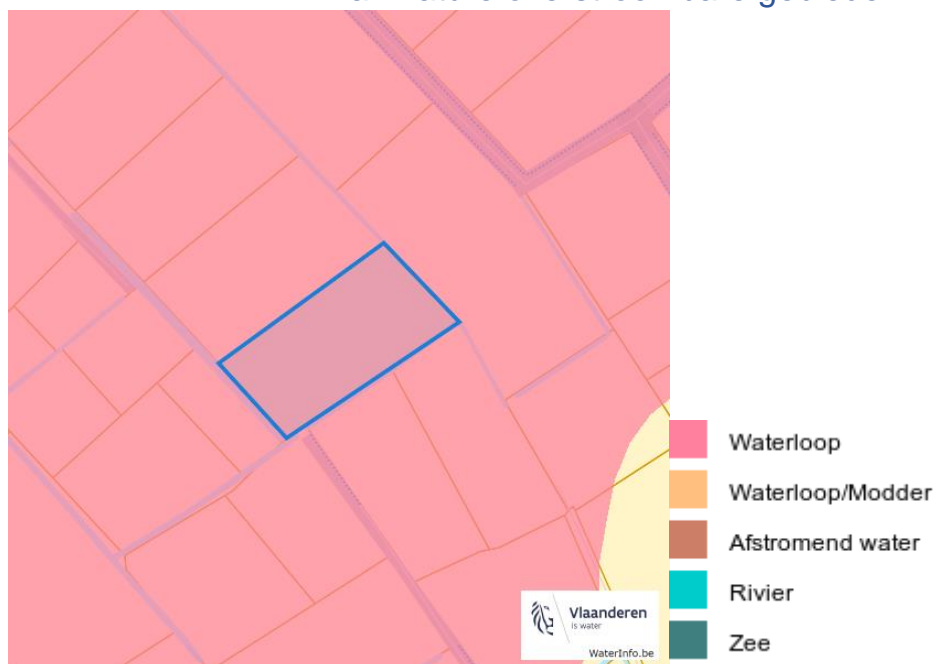 Waterloop
Waterloop/Modder
Afstromend water
Rivier
Zee
Vlaanderen
is water
WaterInfo.be